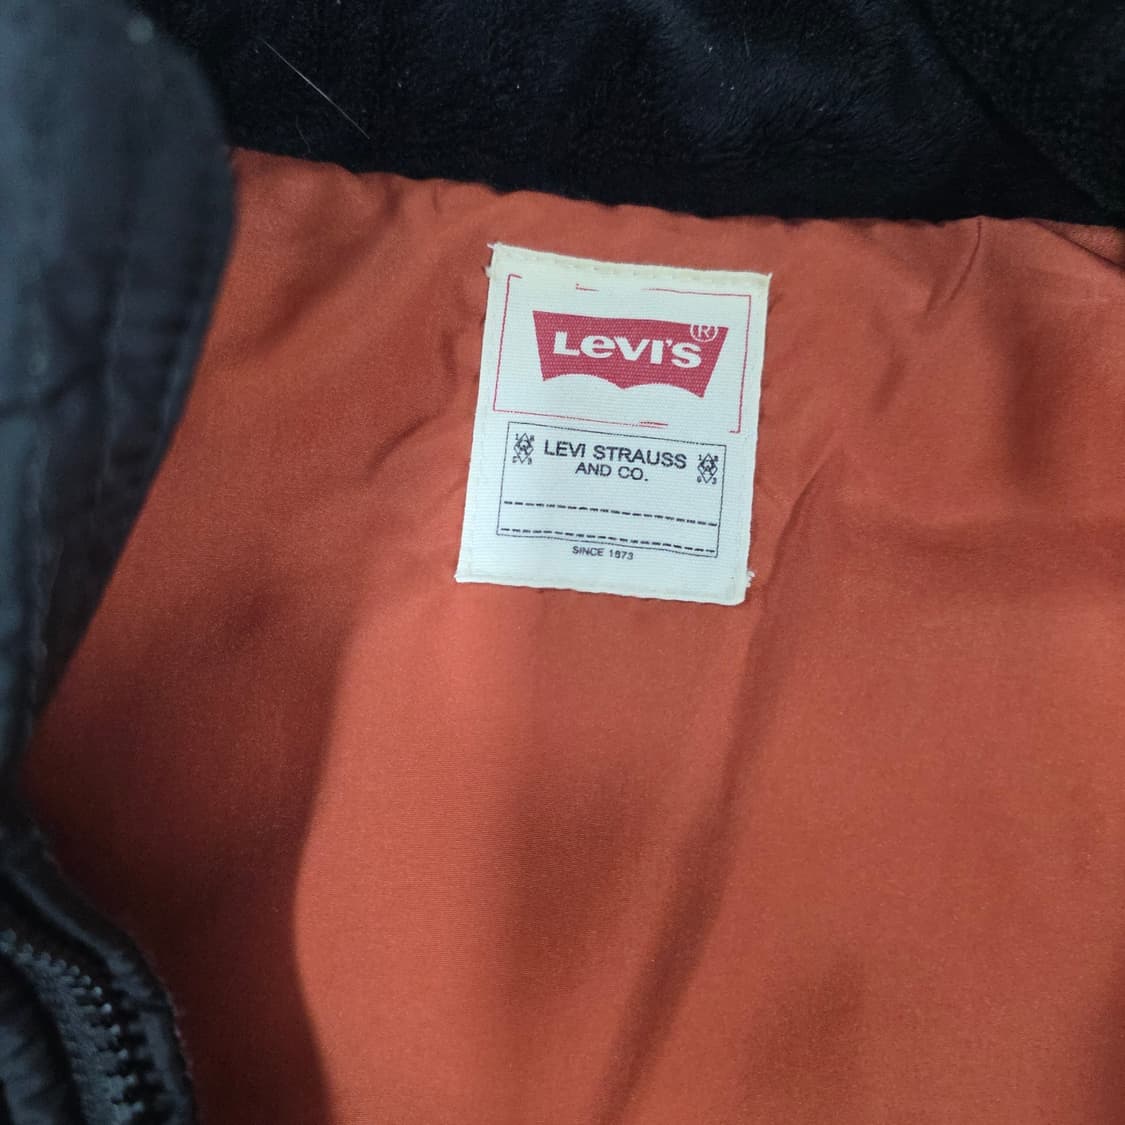 LEVI'S®
LEVI STRAUSS
AND CO.
SINCE 1873